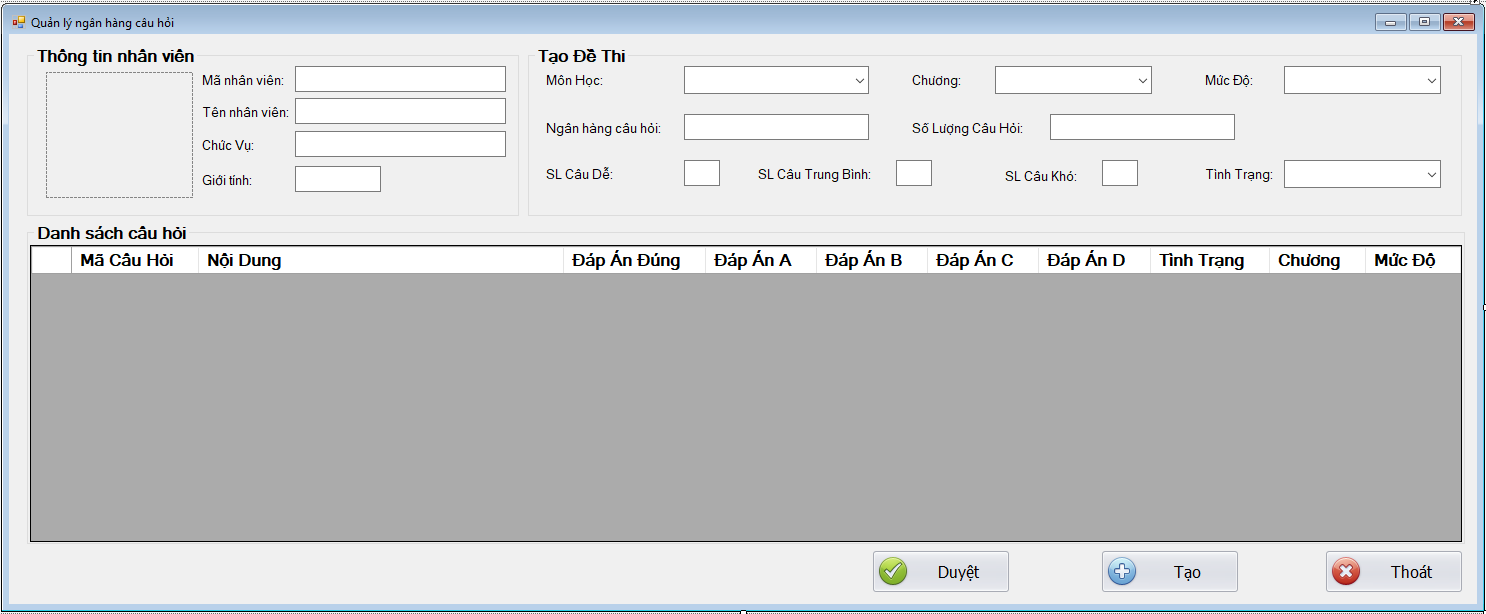 Quản lý ngân hàng câu hỏi
Thông tin nhân viên
Mã nhân viên:
Tên nhân viên:
Chức Vụ:
Giới tính:
Tạo Đề Thi
Môn Học: Chương: Mức Độ:
Ngân hàng câu hỏi: Số Lượng Câu Hỏi:
SL Câu Dễ: SL Câu Trung Bình: SL Câu Khó: Tình Trạng:
Danh sách câu hỏi
Mã Câu Hỏi Nội Dung Đáp Án Đúng Đáp Án A Đáp Án B Đáp Án C Đáp Án D Tình Trạng Chương Mức Độ
Duyệt Tạo Thoát